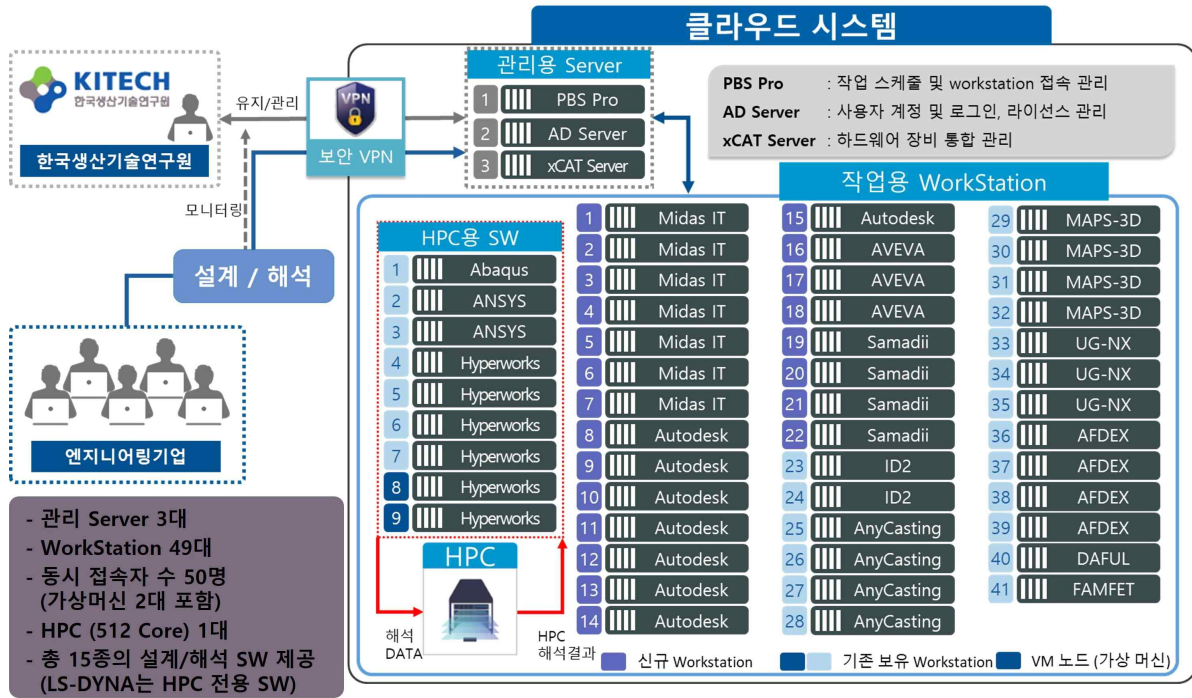 클라우드 시스템
KITECH
한국생산기술연구원
한국생산기술연구원
유지/관리
VPN
보안 VPN
모니터링
설계 / 해석
엔지니어링기업
관리용 Server
1 PBS Pro
2 AD Server
3 xCAT Server
PBS Pro : 작업 스케줄 및 workstation 접속 관리
AD Server : 사용자 계정 및 로그인, 라이선스 관리
xCAT Server : 하드웨어 장비 통합 관리
작업용 WorkStation
HPC용 SW
1 Abaqus
2 ANSYS
3 ANSYS
4 Hyperworks
5 Hyperworks
6 Hyperworks
7 Hyperworks
8 Hyperworks
9 Hyperworks
HPC
해석
DATA
HPC
해석결과
1 Midas IT
2 Midas IT
3 Midas IT
4 Midas IT
5 Midas IT
6 Midas IT
7 Midas IT
8 Autodesk
9 Autodesk
10 Autodesk
11 Autodesk
12 Autodesk
13 Autodesk
14 Autodesk
15 Autodesk
16 AVEVA
17 AVEVA
18 AVEVA
19 Samadii
20 Samadii
21 Samadii
22 Samadii
23 ID2
24 ID2
25 AnyCasting
26 AnyCasting
27 AnyCasting
28 AnyCasting
29 MAPS-3D
30 MAPS-3D
31 MAPS-3D
32 MAPS-3D
33 UG-NX
34 UG-NX
35 UG-NX
36 AFDEX
37 AFDEX
38 AFDEX
39 AFDEX
40 DAFUL
41 FAMFET
신규 Workstation
기존 보유 Workstation
VM 노드 (가상 머신)
- 관리 Server 3대
- WorkStation 49대
- 동시 접속자 수 50명
(가상머신 2대 포함)
- HPC (512 Core) 1대
- 총 15종의 설계/해석 SW 제공
(LS-DYNA는 HPC 전용 SW)